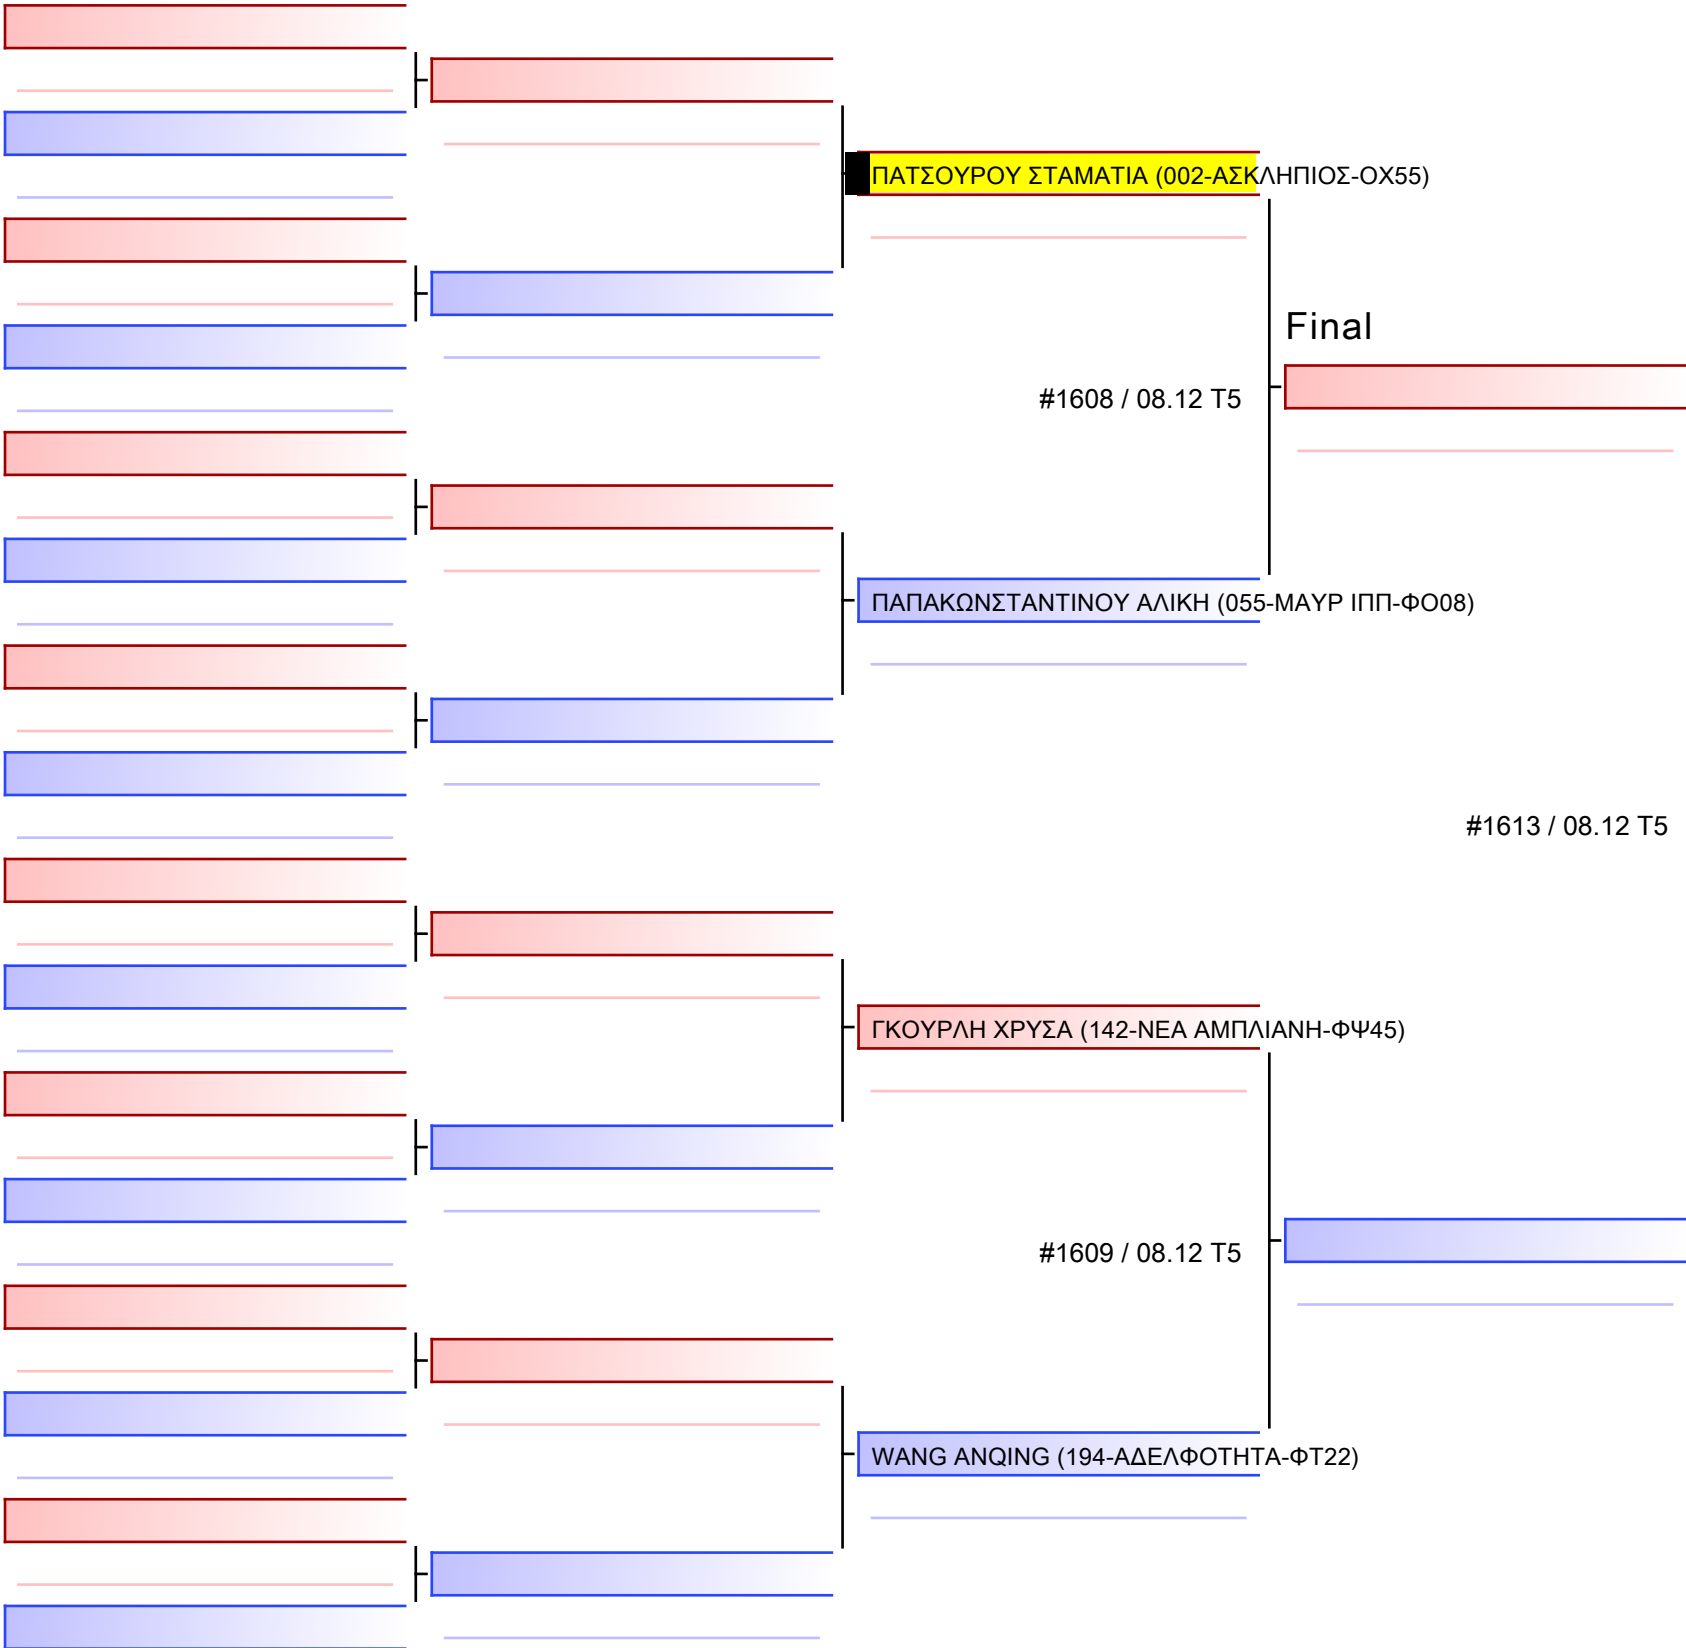 ΠΑΤΣΟΥΡΟΥ ΣΤΑΜΑΤΙΑ (002-ΑΣΚΛΗΠΙΟΣ-ΟΧ55)
Final
#1608 / 08.12 T5
ΠΑΠΑΚΩΝΣΤΑΝΤΙΝΟΥ ΑΛΙΚΗ (055-ΜΑΥΡ ΙΠΠ-ΦΟ08)
#1613 / 08.12 T5
ΓΚΟΥΡΛΗ ΧΡΥΣΑ (142-ΝΕΑ ΑΜΠΛΙΑΝΗ-ΦΨ45)
#1609 / 08.12 T5
WANG ANQING (194-ΑΔΕΛΦΟΤΗΤΑ-ΦΤ22)